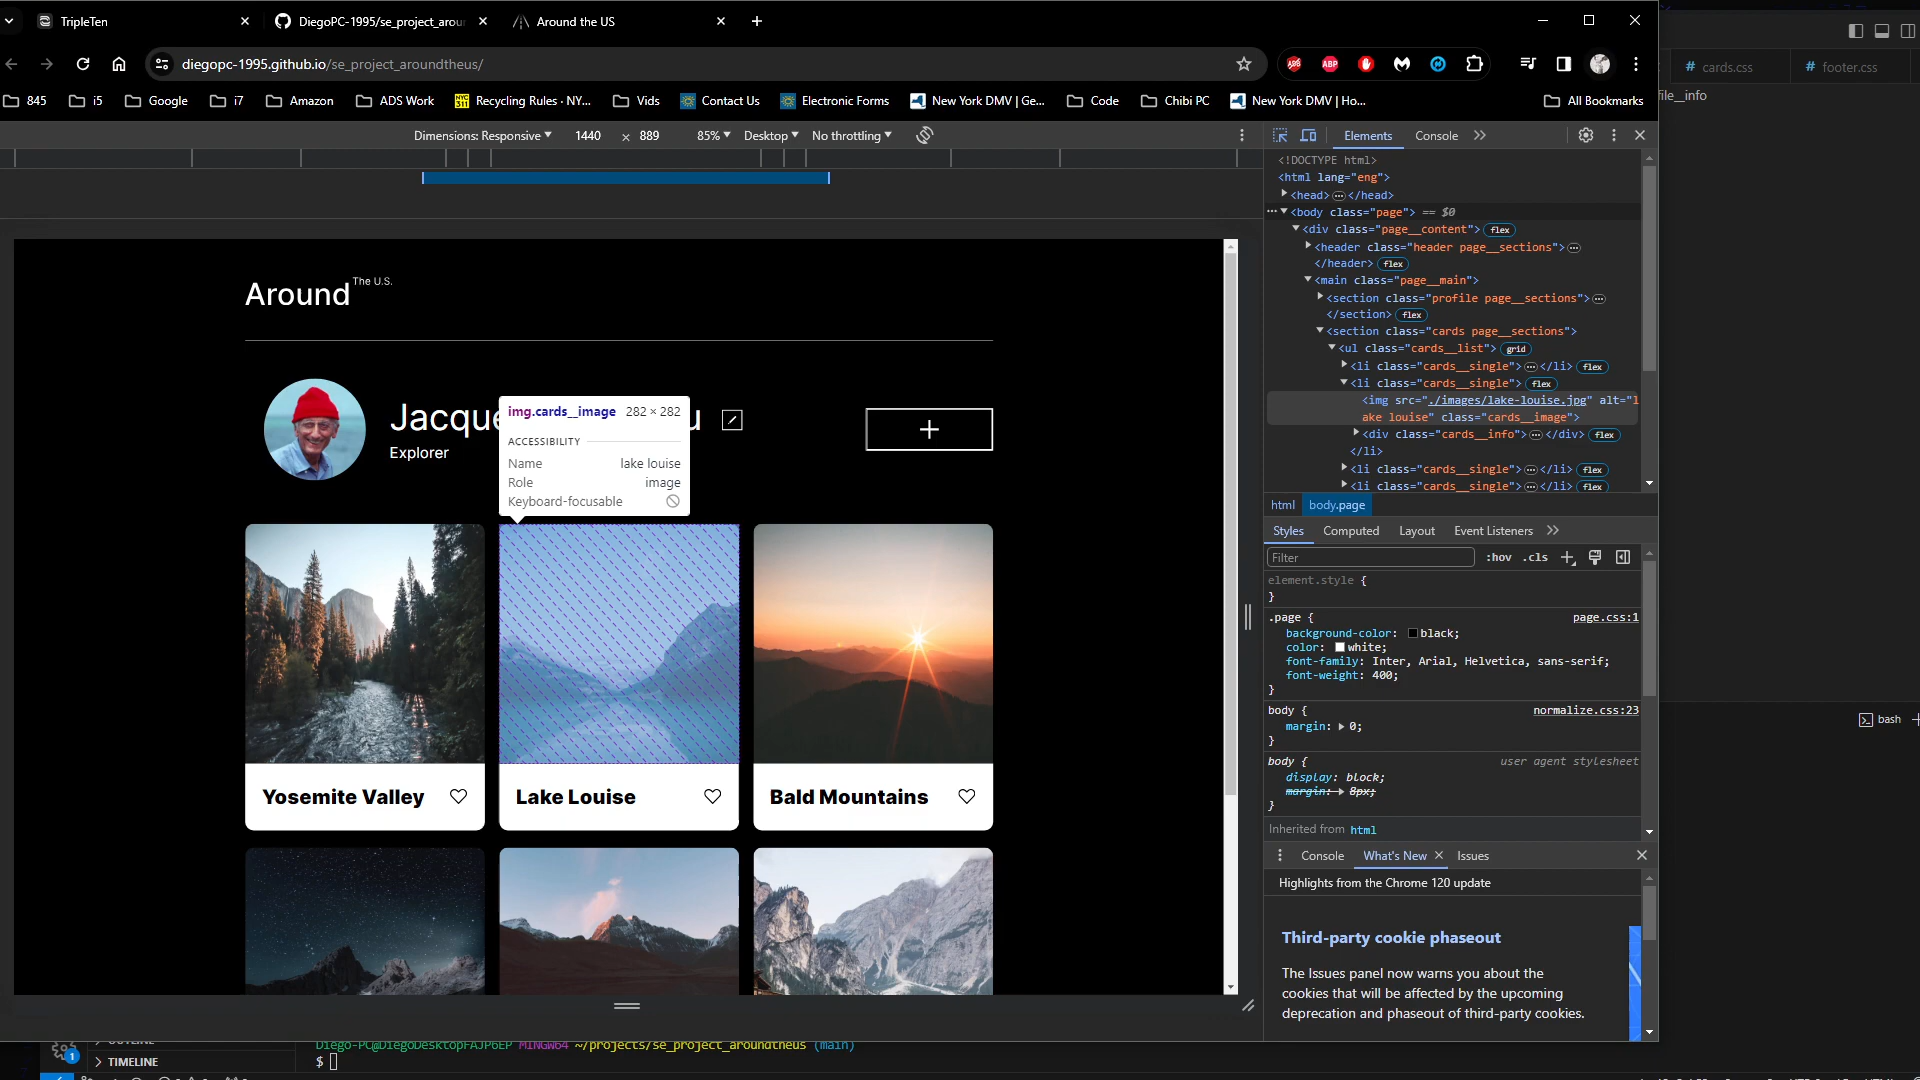 TripleTen
DiegoPC-1995/se_project_arou
Around the US
diegopc-1995.github.io/se_project_aroundtheus/
845
i5
Google
i7
Amazon
ADS Work
Recycling Rules · NY...
Vids
Contact Us
Electronic Forms
New York DMV | Ge...
Code
Chibi PC
New York DMV | Ho...
All Bookmarks
# cards.css
# footer.css
file__info
Dimensions: Responsive
1440 x 889
85%
Desktop
No throttling
Elements
Console
<!DOCTYPE html>
<html lang="eng">
<head> </head>
<body class="page"> == $0
<div class="page__content"> flex
<header class="header page__sections">
</header> flex
<main class="page__main">
<section class="profile page__sections">
</section> flex
<section class="cards page__sections">
<ul class="cards__list"> grid
<li class="cards__single"> </li> flex
<li class="cards__single"> flex
<img src="./images/lake-louise.jpg" alt="l
ake louise" class="cards__image">
<div class="cards__info"> </div> flex
</li>
<li class="cards__single"> </li> flex
<li class="cards__single"> </li> flex
html
body.page
Styles
Computed
Layout
Event Listeners
Filter
:hov .cls
element.style {
}
.page {
page.css:1
background-color: black;
color: white;
font-family: Inter, Arial, Helvetica, sans-serif;
font-weight: 400;
}
body {
normalize.css:23
margin: 0;
}
body {
user agent stylesheet
display: block;
margin: 8px;
}
Inherited from html
Console
What's New
Issues
Highlights from the Chrome 120 update
Third-party cookie phaseout
The Issues panel now warns you about the
cookies that will be affected by the upcoming
deprecation and phaseout of third-party cookies.
Around The U.S.
Jacque
u
Explorer
img.cards__image 282 × 282
ACCESSIBILITY
Name lake louise
Role image
Keyboard-focusable
Yosemite Valley
Lake Louise
Bald Mountains
bash
TIMELINE
Diego-PC@DiegoDesktopFAJP6EP MINGW64 ~/projects/se_project_aroundtheus (main)
$